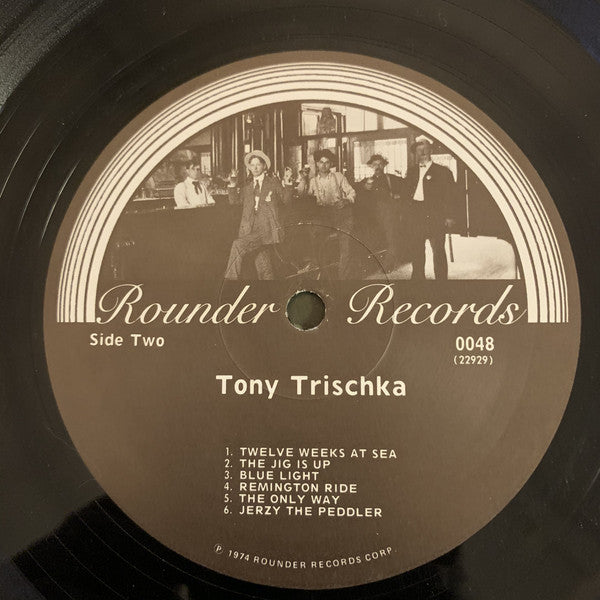 Rounder Records
Side Two
0048
(22929)
Tony Trischka
1. TWELVE WEEKS AT SEA
2. THE JIG IS UP
3. BLUE LIGHT
4. REMINGTON RIDE
5. THE ONLY WAY
6. JERZY THE PEDDLER
℗ 1974 ROUNDER RECORDS CORP.